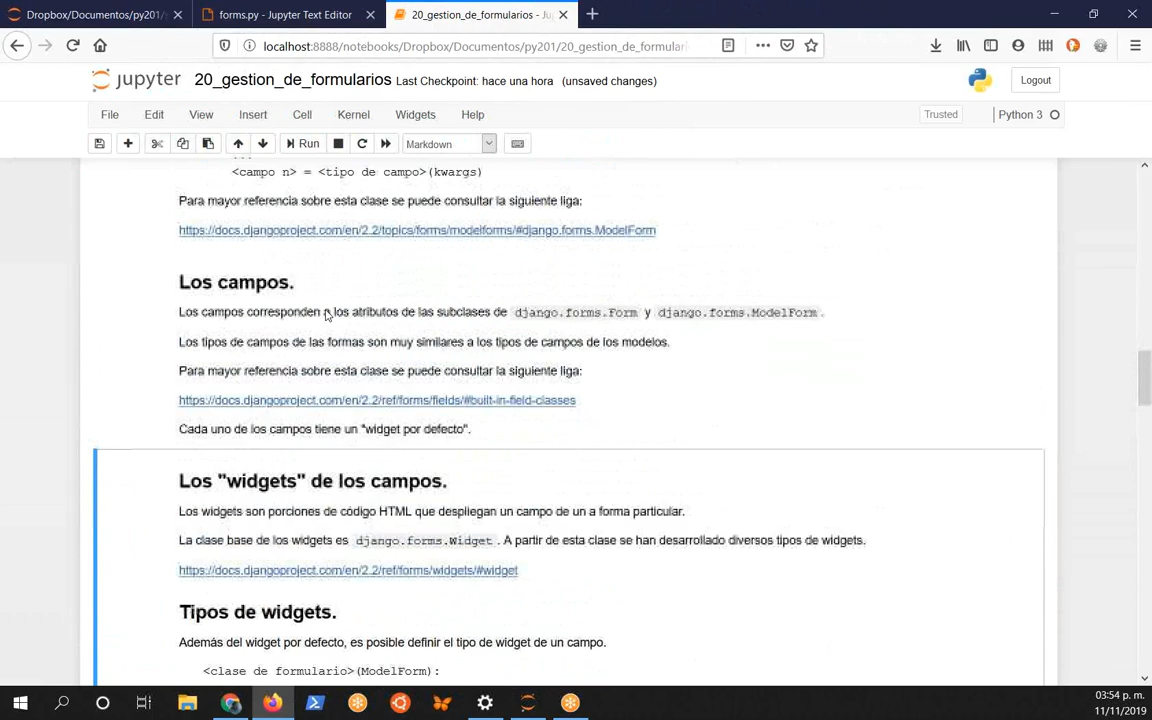 Dropbox/Documentos/py201/
forms.py - Jupyter Text Editor
20_gestion_de_formularios - Ju
localhost:8888/notebooks/Dropbox/Documentos/py201/20_gestion_de_formulari
jupyter
20_gestion_de_formularios
Last Checkpoint: hace una hora (unsaved changes)
Logout
File Edit View Insert Cell Kernel Widgets Help
Trusted
Python 3
Run
Markdown
<campo n> = <tipo de campo>(kwargs)
Para mayor referencia sobre esta clase se puede consultar la siguiente liga:
https://docs.djangoproject.com/en/2.2/topics/forms/modelforms/#django.forms.ModelForm
Los campos.
Los campos corresponden a los atributos de las subclases de django.forms.Form y django.forms.ModelForm.
Los tipos de campos de las formas son muy similares a los tipos de campos de los modelos.
Para mayor referencia sobre esta clase se puede consultar la siguiente liga:
https://docs.djangoproject.com/en/2.2/ref/forms/fields/#built-in-field-classes
Cada uno de los campos tiene un "widget por defecto".
Los "widgets" de los campos.
Los widgets son porciones de código HTML que despliegan un campo de un a forma particular.
La clase base de los widgets es django.forms.Widget. A partir de esta clase se han desarrollado diversos tipos de widgets.
https://docs.djangoproject.com/en/2.2/ref/forms/widgets/#widget
Tipos de widgets.
Además del widget por defecto, es posible definir el tipo de widget de un campo.
<clase de formulario>(ModelForm):
03:54 p. m.
11/11/2019